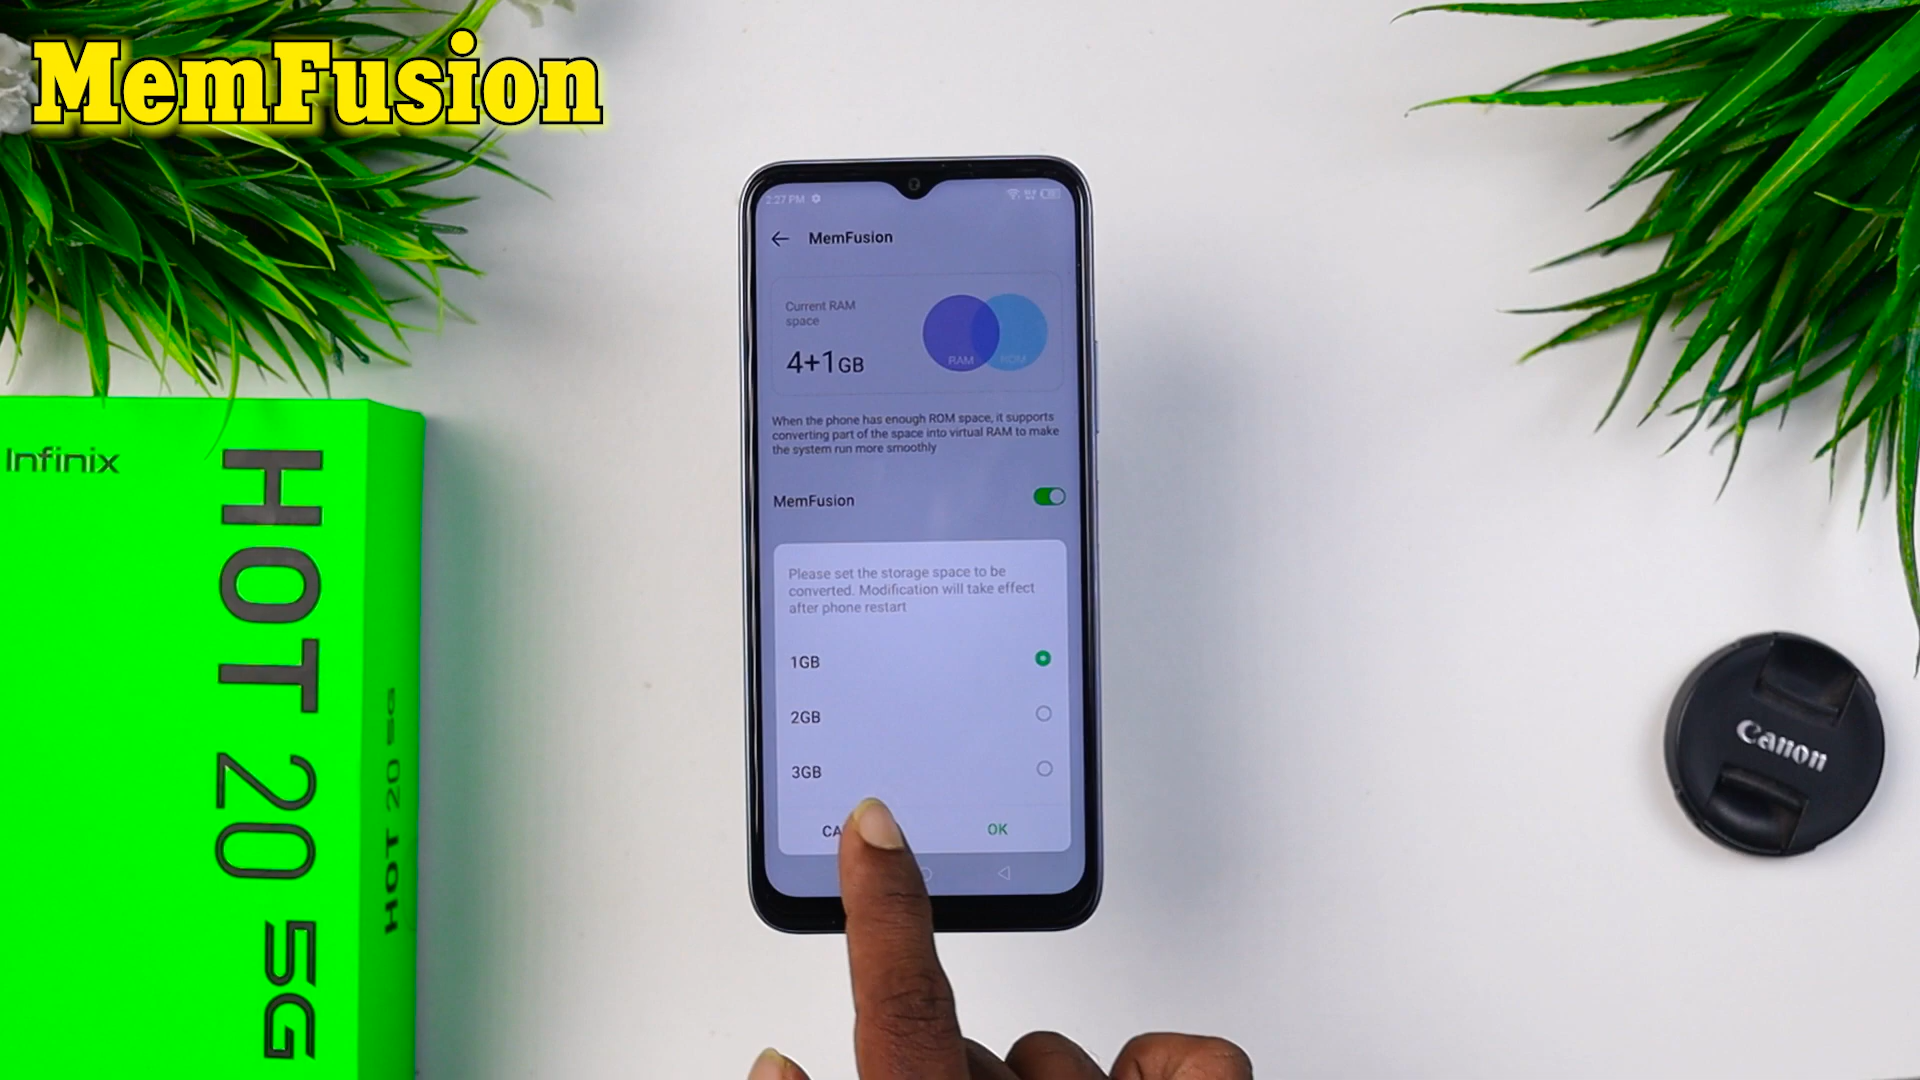 MemFusion
2:27 PM
MemFusion
Current RAM
space
4+1GB
RAM
ROM
When the phone has enough ROM space, it supports
converting part of the space into virtual RAM to make
the system run more smoothly
MemFusion
Please set the storage space to be
converted. Modification will take effect
after phone restart
1GB
2GB
3GB
OK
Infinix
HOT 20 5G
HOT 20 5G
Canon